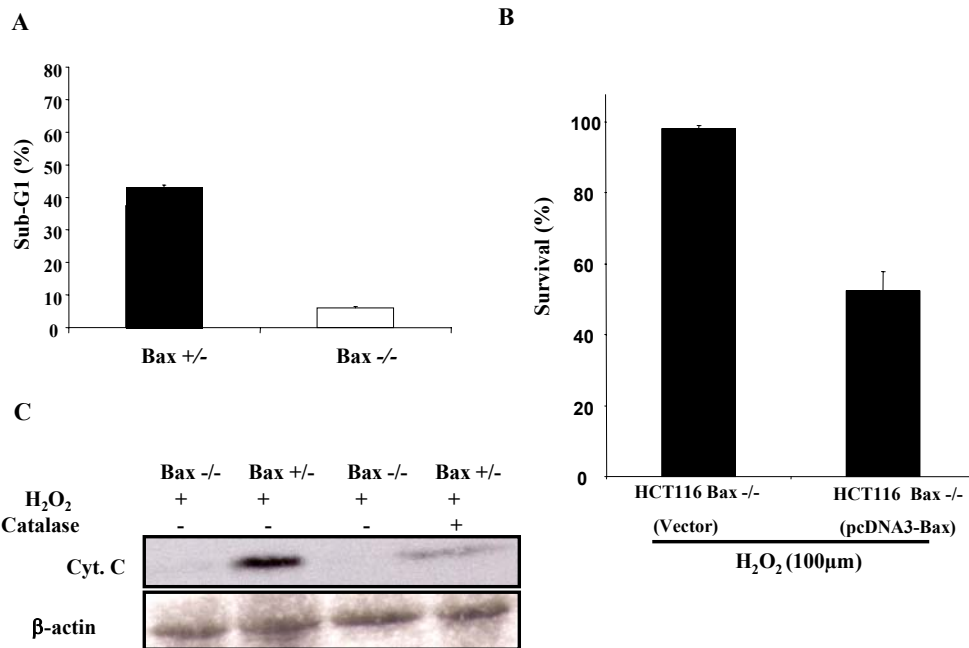 A
Sub-G1 (%)
80
70
60
50
40
30
20
10
0
Bax +/-
Bax -/-
B
Survival (%)
100
80
60
40
20
0
HCT116 Bax -/-
HCT116 Bax -/-
(Vector)
(pcDNA3-Bax)
H₂O₂ (100μm)
C
Bax -/- Bax +/- Bax -/- Bax +/-
H₂O₂ + + + +
Catalase - - - +
Cyt. C
β-actin